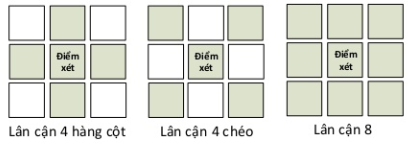 Điểm
xét
Điểm
xét
Điểm
xét
Lân cận 4 hàng cột
Lân cận 4 chéo
Lân cận 8